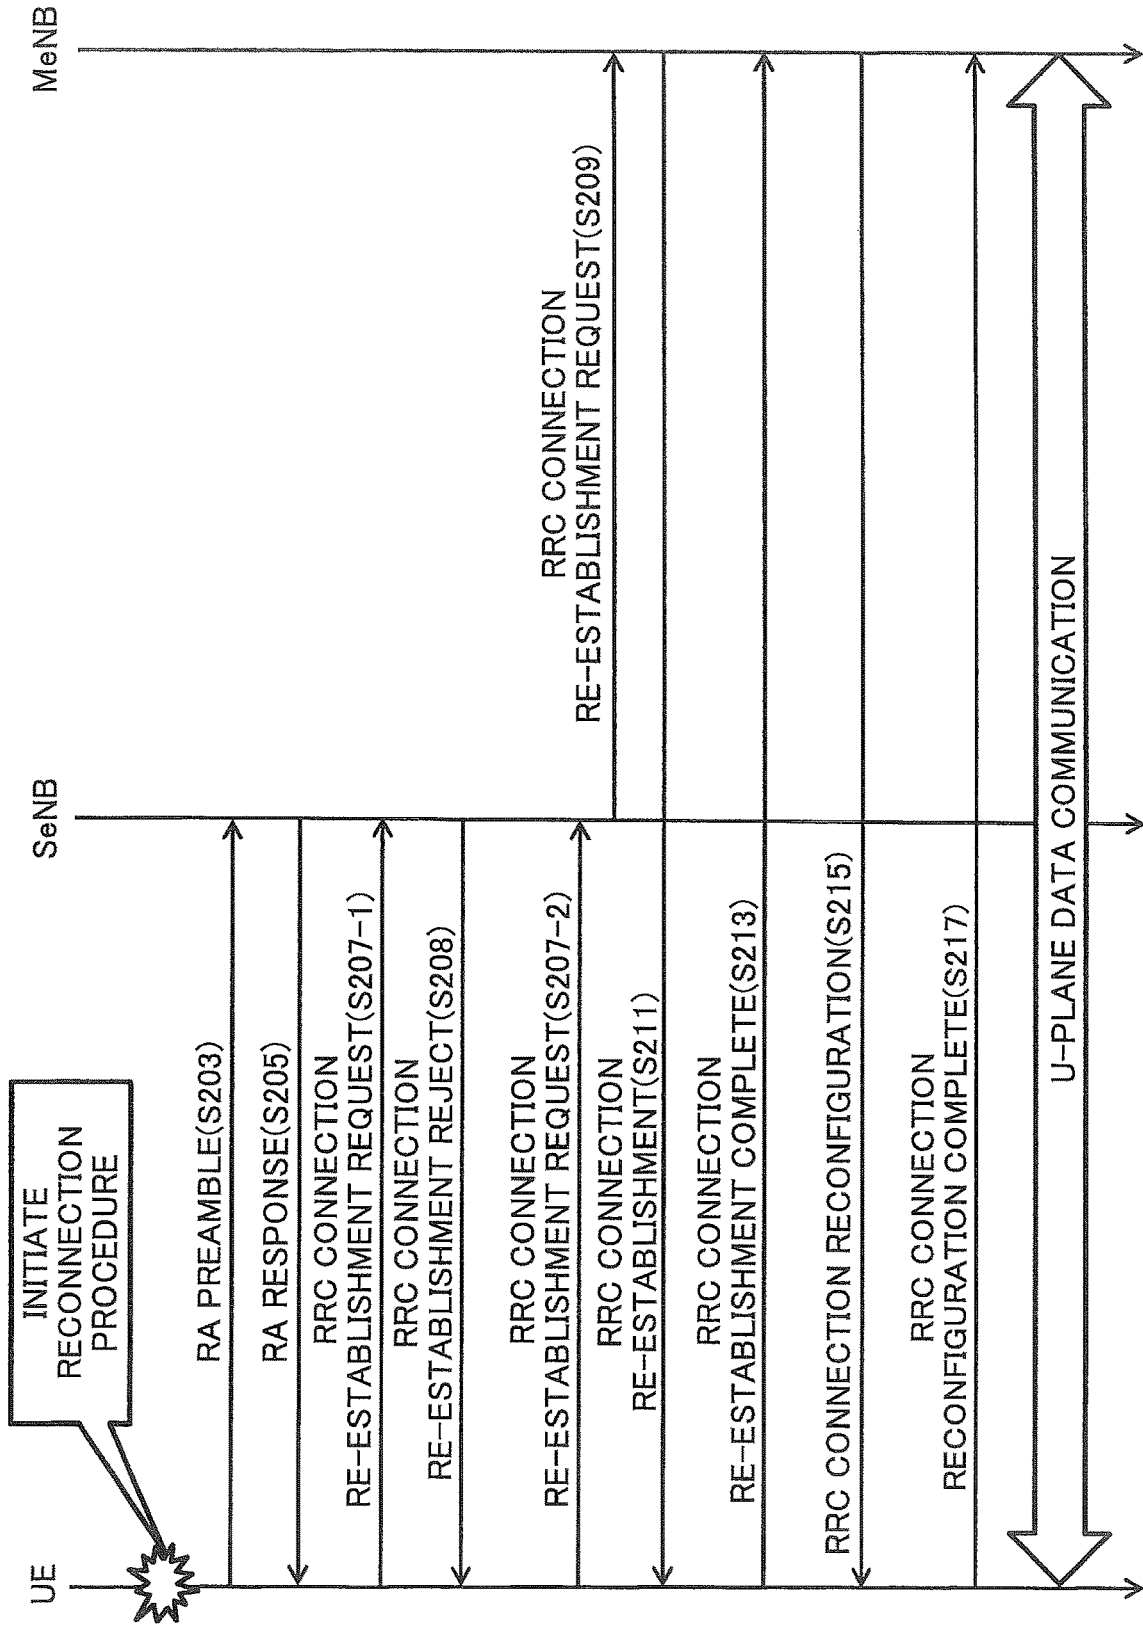 UE
SeNB
MeNB
INITIATE
RECONNECTION
PROCEDURE
RA PREAMBLE(S203)
RA RESPONSE(S205)
RRC CONNECTION
RE-ESTABLISHMENT REQUEST(S207-1)
RRC CONNECTION
RE-ESTABLISHMENT REJECT(S208)
RRC CONNECTION
RE-ESTABLISHMENT REQUEST(S207-2)
RRC CONNECTION
RE-ESTABLISHMENT REQUEST(S209)
RRC CONNECTION
RE-ESTABLISHMENT(S211)
RRC CONNECTION
RE-ESTABLISHMENT COMPLETE(S213)
RRC CONNECTION RECONFIGURATION(S215)
RRC CONNECTION
RECONFIGURATION COMPLETE(S217)
U-PLANE DATA COMMUNICATION